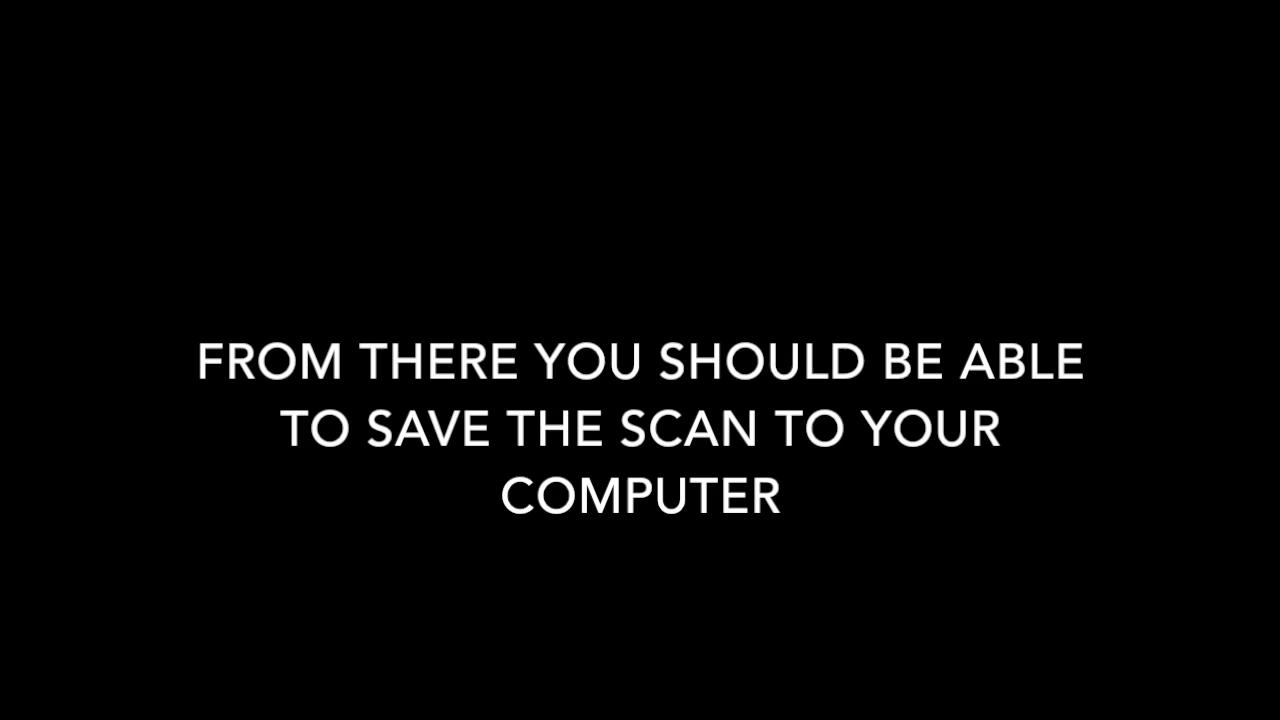 FROM THERE YOU SHOULD BE ABLE
TO SAVE THE SCAN TO YOUR
COMPUTER